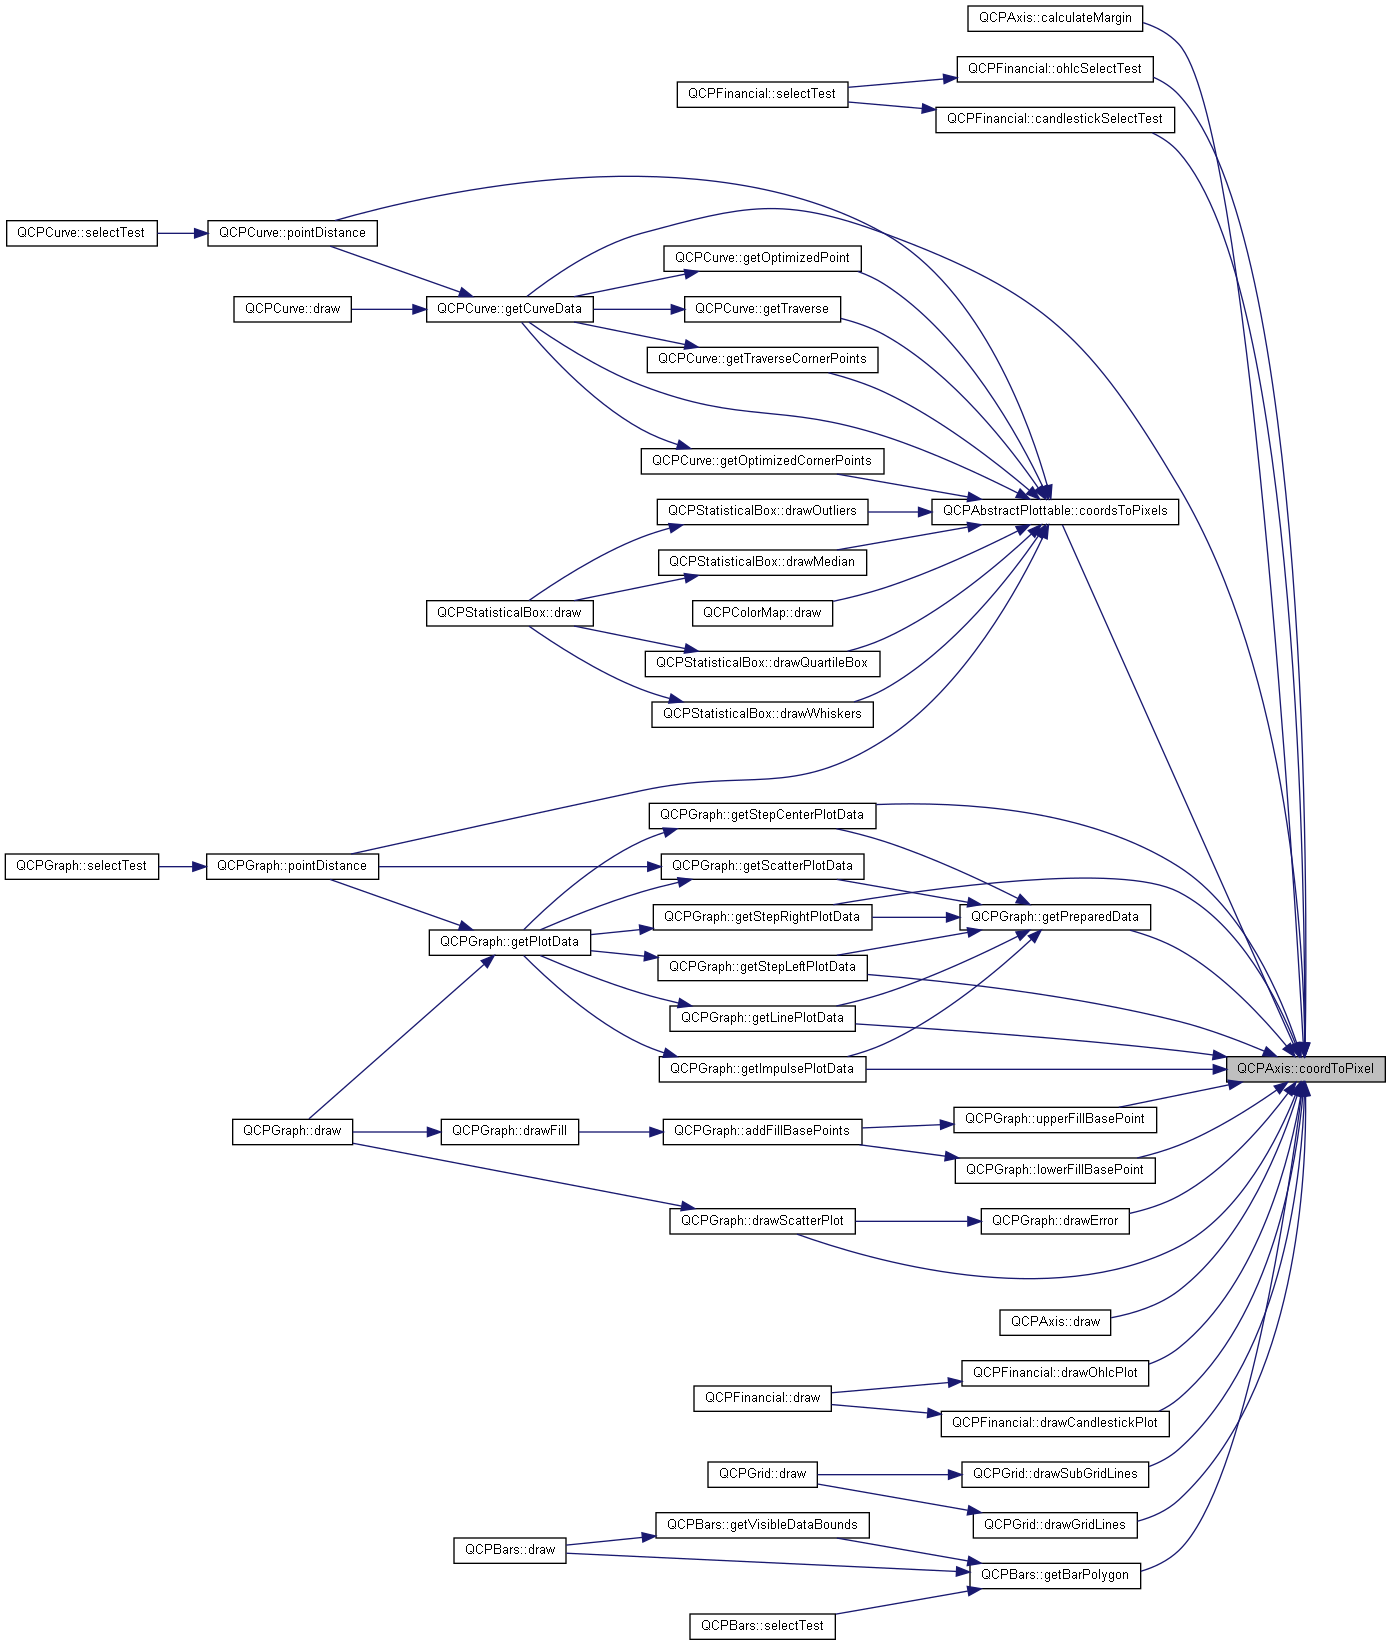 QCPAxis::calculateMargin
QCPFinancial::ohlcSelectTest
QCPFinancial::selectTest
QCPFinancial::candlestickSelectTest
QCPCurve::selectTest
QCPCurve::pointDistance
QCPCurve::getOptimizedPoint
QCPCurve::draw
QCPCurve::getCurveData
QCPCurve::getTraverse
QCPCurve::getTraverseCornerPoints
QCPCurve::getOptimizedCornerPoints
QCPStatisticalBox::drawOutliers
QCPAbstractPlottable::coordsToPixels
QCPStatisticalBox::drawMedian
QCPStatisticalBox::draw
QCPColorMap::draw
QCPStatisticalBox::drawQuartileBox
QCPStatisticalBox::drawWhiskers
QCPGraph::getStepCenterPlotData
QCPGraph::selectTest
QCPGraph::pointDistance
QCPGraph::getScatterPlotData
QCPGraph::getStepRightPlotData
QCPGraph::getPreparedData
QCPGraph::getPlotData
QCPGraph::getStepLeftPlotData
QCPGraph::getLinePlotData
QCPGraph::getImpulsePlotData
QCPAxis::coordToPixel
QCPGraph::upperFillBasePoint
QCPGraph::draw
QCPGraph::drawFill
QCPGraph::addFillBasePoints
QCPGraph::lowerFillBasePoint
QCPGraph::drawScatterPlot
QCPGraph::drawError
QCPAxis::draw
QCPFinancial::drawOhlcPlot
QCPFinancial::draw
QCPFinancial::drawCandlestickPlot
QCPGrid::draw
QCPGrid::drawSubGridLines
QCPBars::getVisibleDataBounds
QCPGrid::drawGridLines
QCPBars::draw
QCPBars::getBarPolygon
QCPBars::selectTest